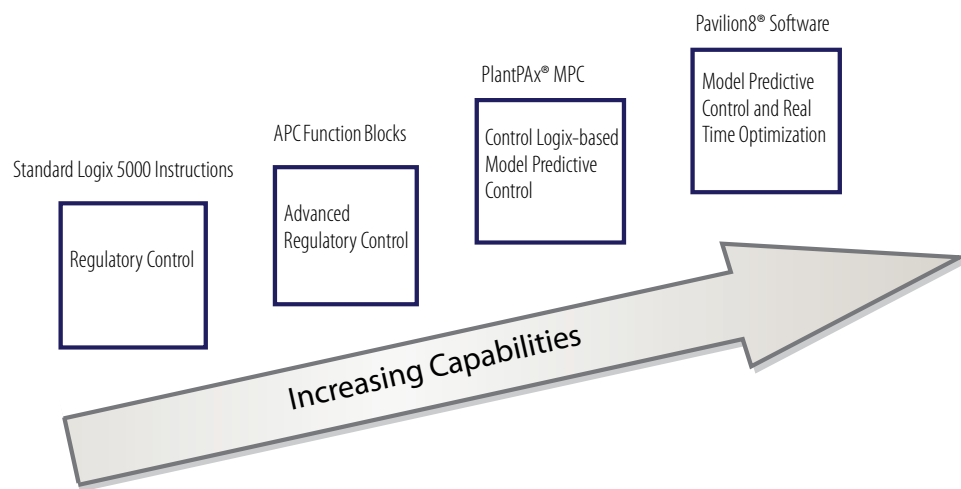 Standard Logix 5000 Instructions
Regulatory Control
APC Function Blocks
Advanced
Regulatory Control
PlantPAx® MPC
Control Logix-based
Model Predictive
Control
Pavilion8® Software
Model Predictive
Control and Real
Time Optimization
Increasing Capabilities